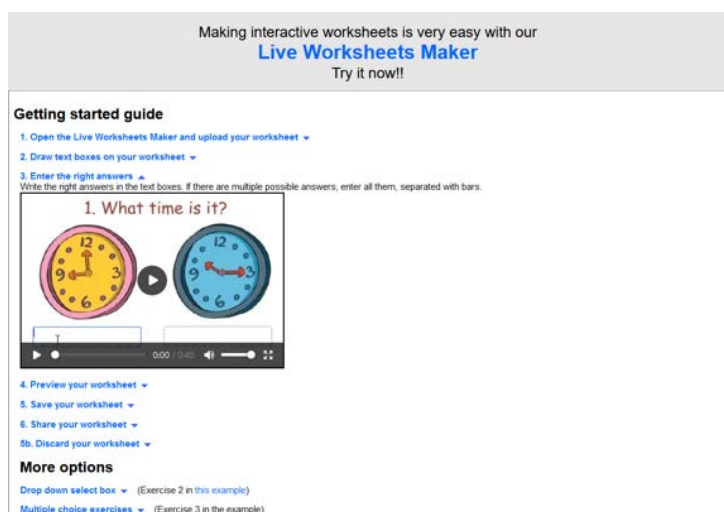 Making interactive worksheets is very easy with our
Live Worksheets Maker
Try it now!!
Getting started guide
1. Open the Live Worksheets Maker and upload your worksheet
2. Draw text boxes on your worksheet
3. Enter the right answers
Write the right answers in the text boxes. If there are multiple possible answers, enter all them, separated with bars.
1. What time is it?
12 12
9 3 9 3
6 6
0:00 / 0:40
4. Preview your worksheet
5. Save your worksheet
6. Share your worksheet
5b. Discard your worksheet
More options
Drop down select box (Exercise 2 in this example)
Multiple choice exercises (Exercise 3 in the example)